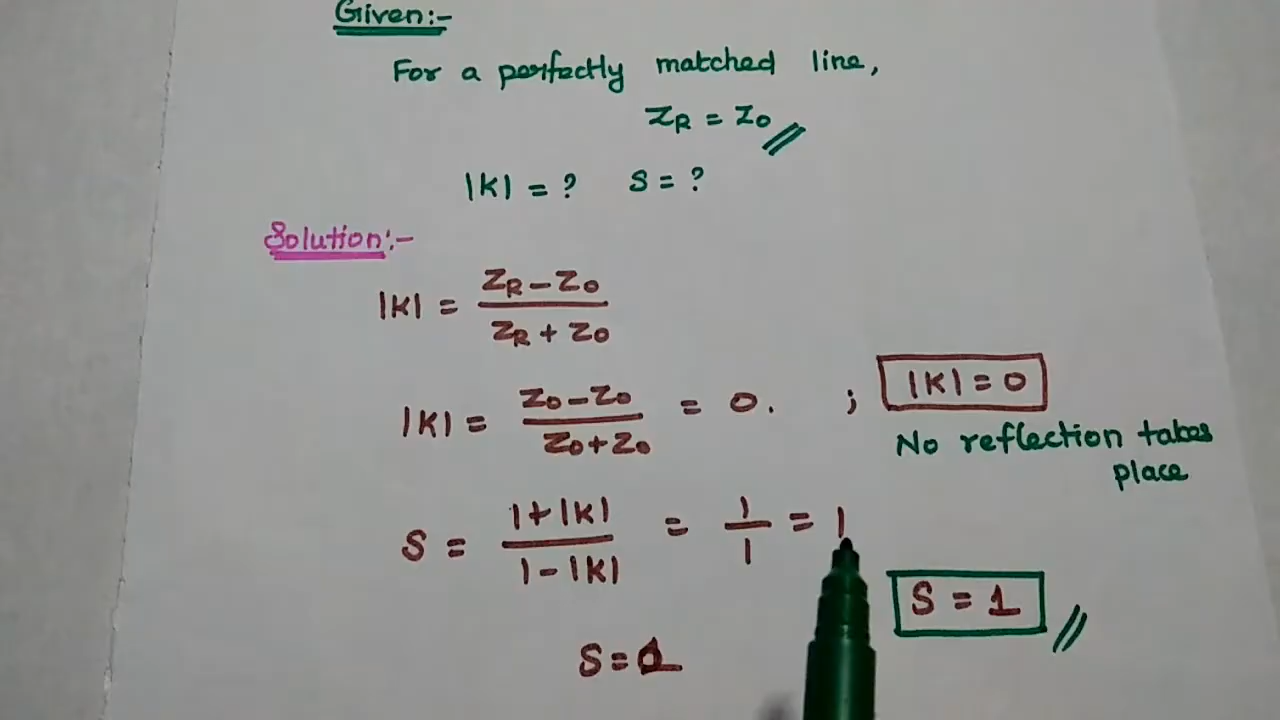 Given:-
For a perfectly matched line,
ZR = Z0
|K| = ? S = ?
Solution:-
|K| = ZR - Z0 / ZR + Z0
|K| = Z0 - Z0 / Z0 + Z0 = 0. ; |K| = 0
No reflection takes
place
S = 1 + |K| / 1 - |K| = 1 / 1 = 1
S = 1
S = 1